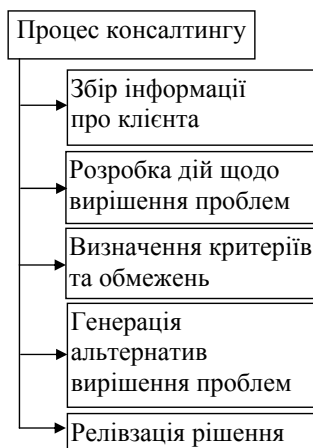 Процес консалтингу
Збір інформації
про клієнта
Розробка дій щодо
вирішення проблем
Визначення критеріїв
та обмежень
Генерація
альтернатив
вирішення проблем
Релівзація рішення